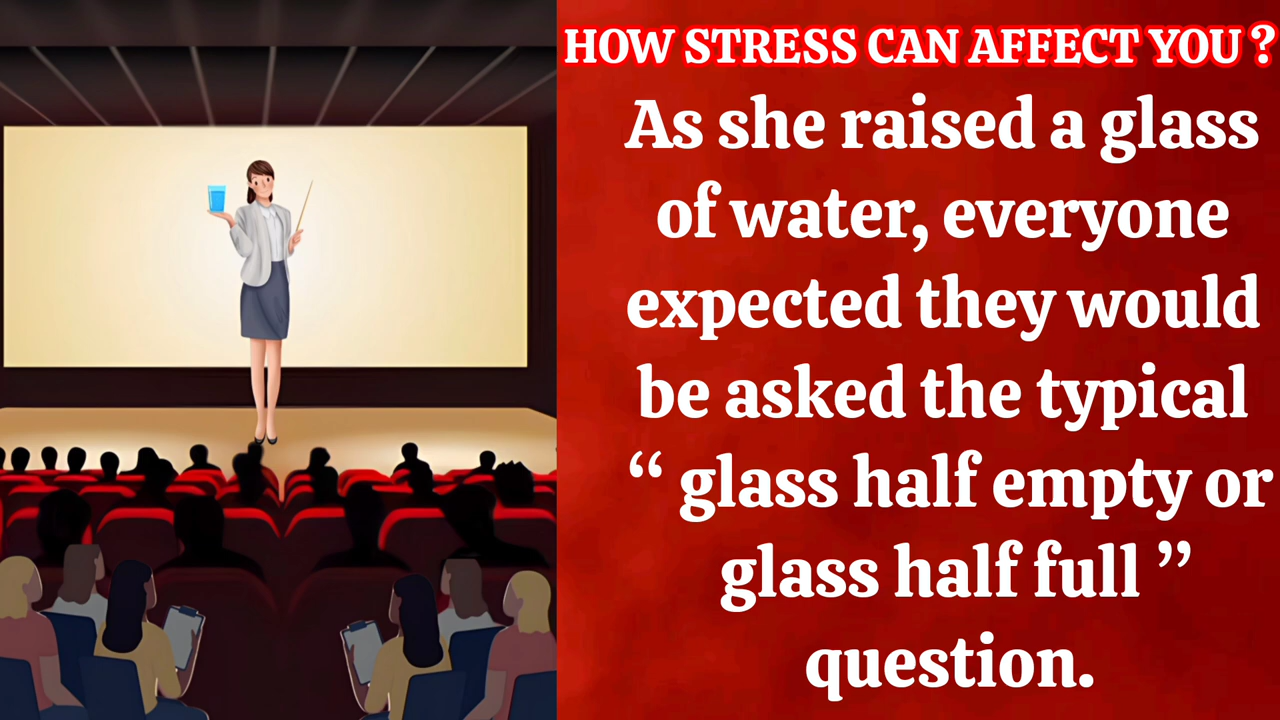 HOW STRESS CAN AFFECT YOU ?
As she raised a glass
of water, everyone
expected they would
be asked the typical
“ glass half empty or
glass half full ”
question.